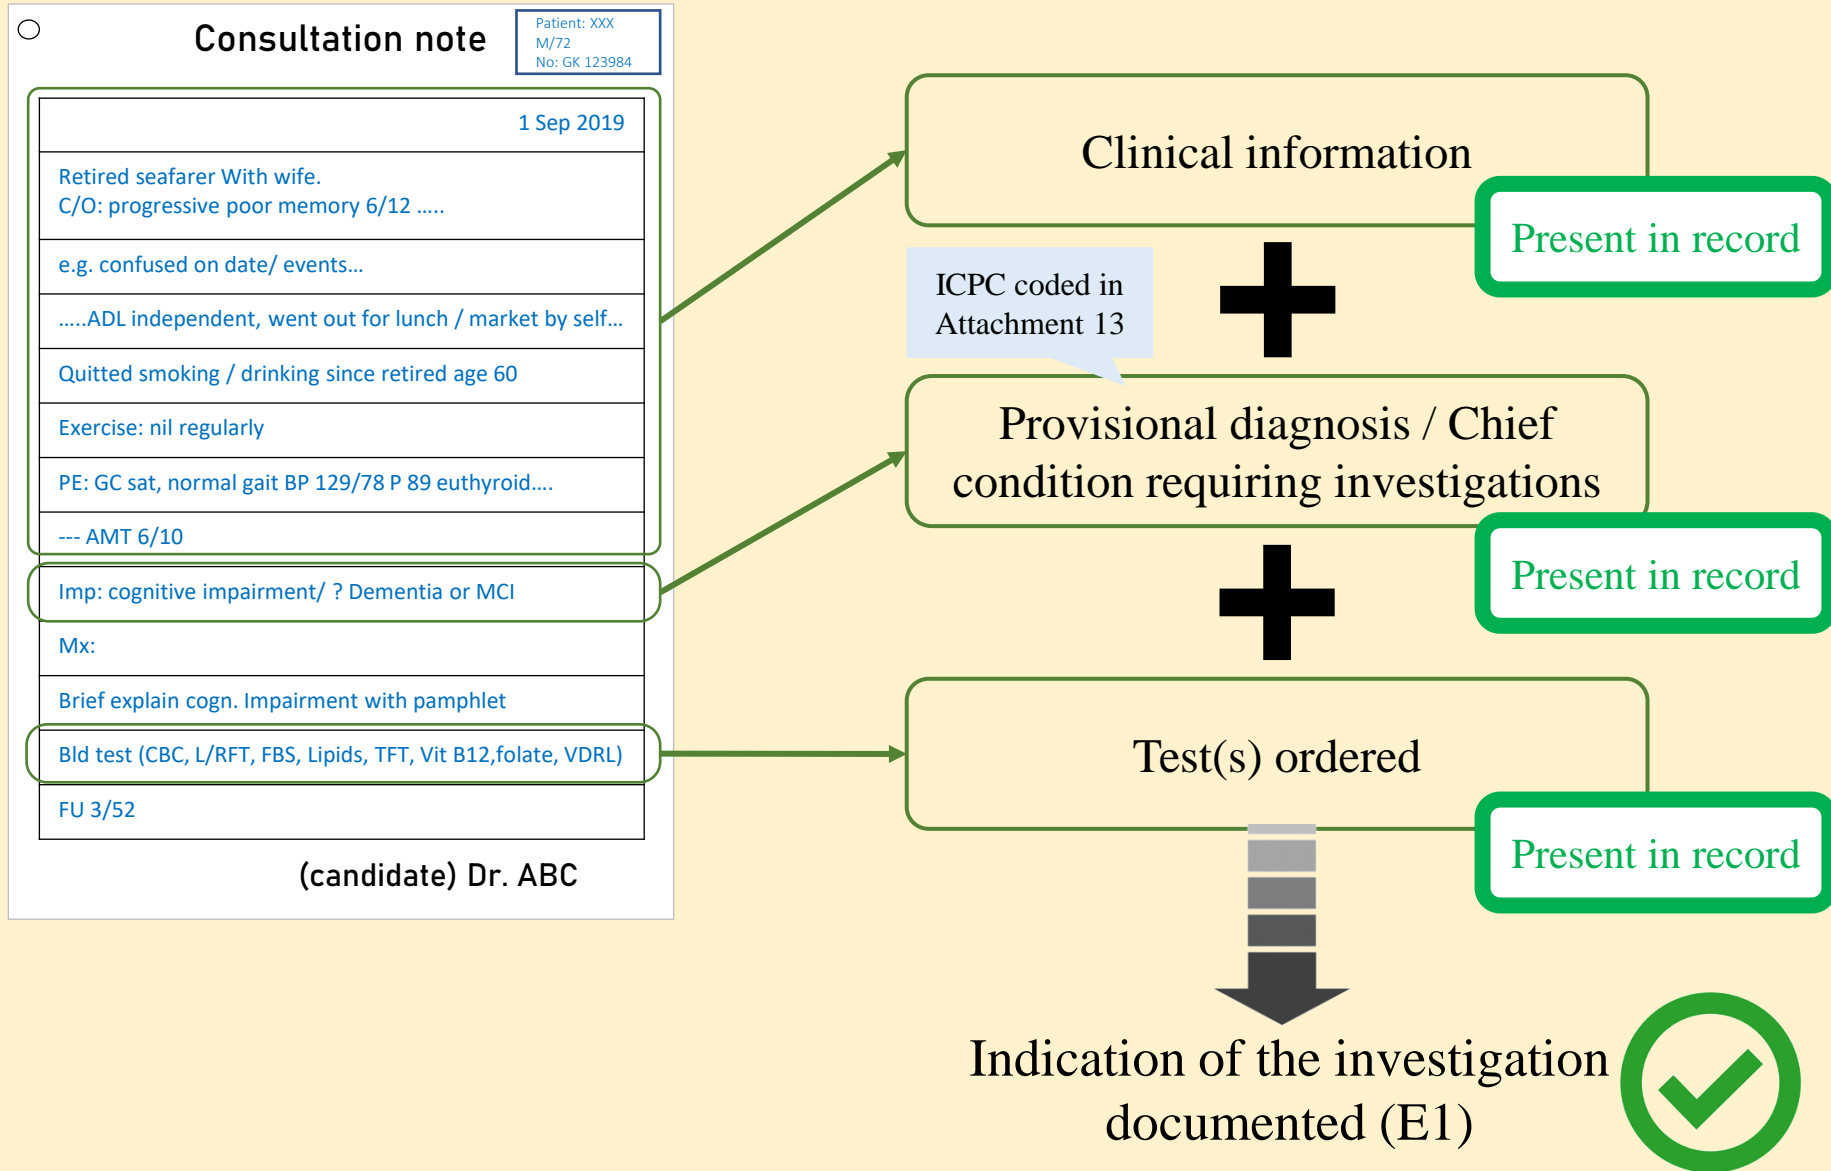 Consultation note
Patient: XXX
M/72
No: GK 123984
1 Sep 2019
Retired seafarer With wife.
C/O: progressive poor memory 6/12 .....
e.g. confused on date/ events...
.....ADL independent, went out for lunch / market by self...
Quitted smoking / drinking since retired age 60
Exercise: nil regularly
PE: GC sat, normal gait BP 129/78 P 89 euthyroid....
--- AMT 6/10
Imp: cognitive impairment/ ? Dementia or MCI
Mx:
Brief explain cogn. Impairment with pamphlet
Bld test (CBC, L/RFT, FBS, Lipids, TFT, Vit B12,folate, VDRL)
FU 3/52
(candidate) Dr. ABC
Clinical information
Present in record
ICPC coded in
Attachment 13
Provisional diagnosis / Chief
condition requiring investigations
Present in record
Test(s) ordered
Present in record
Indication of the investigation
documented (E1)